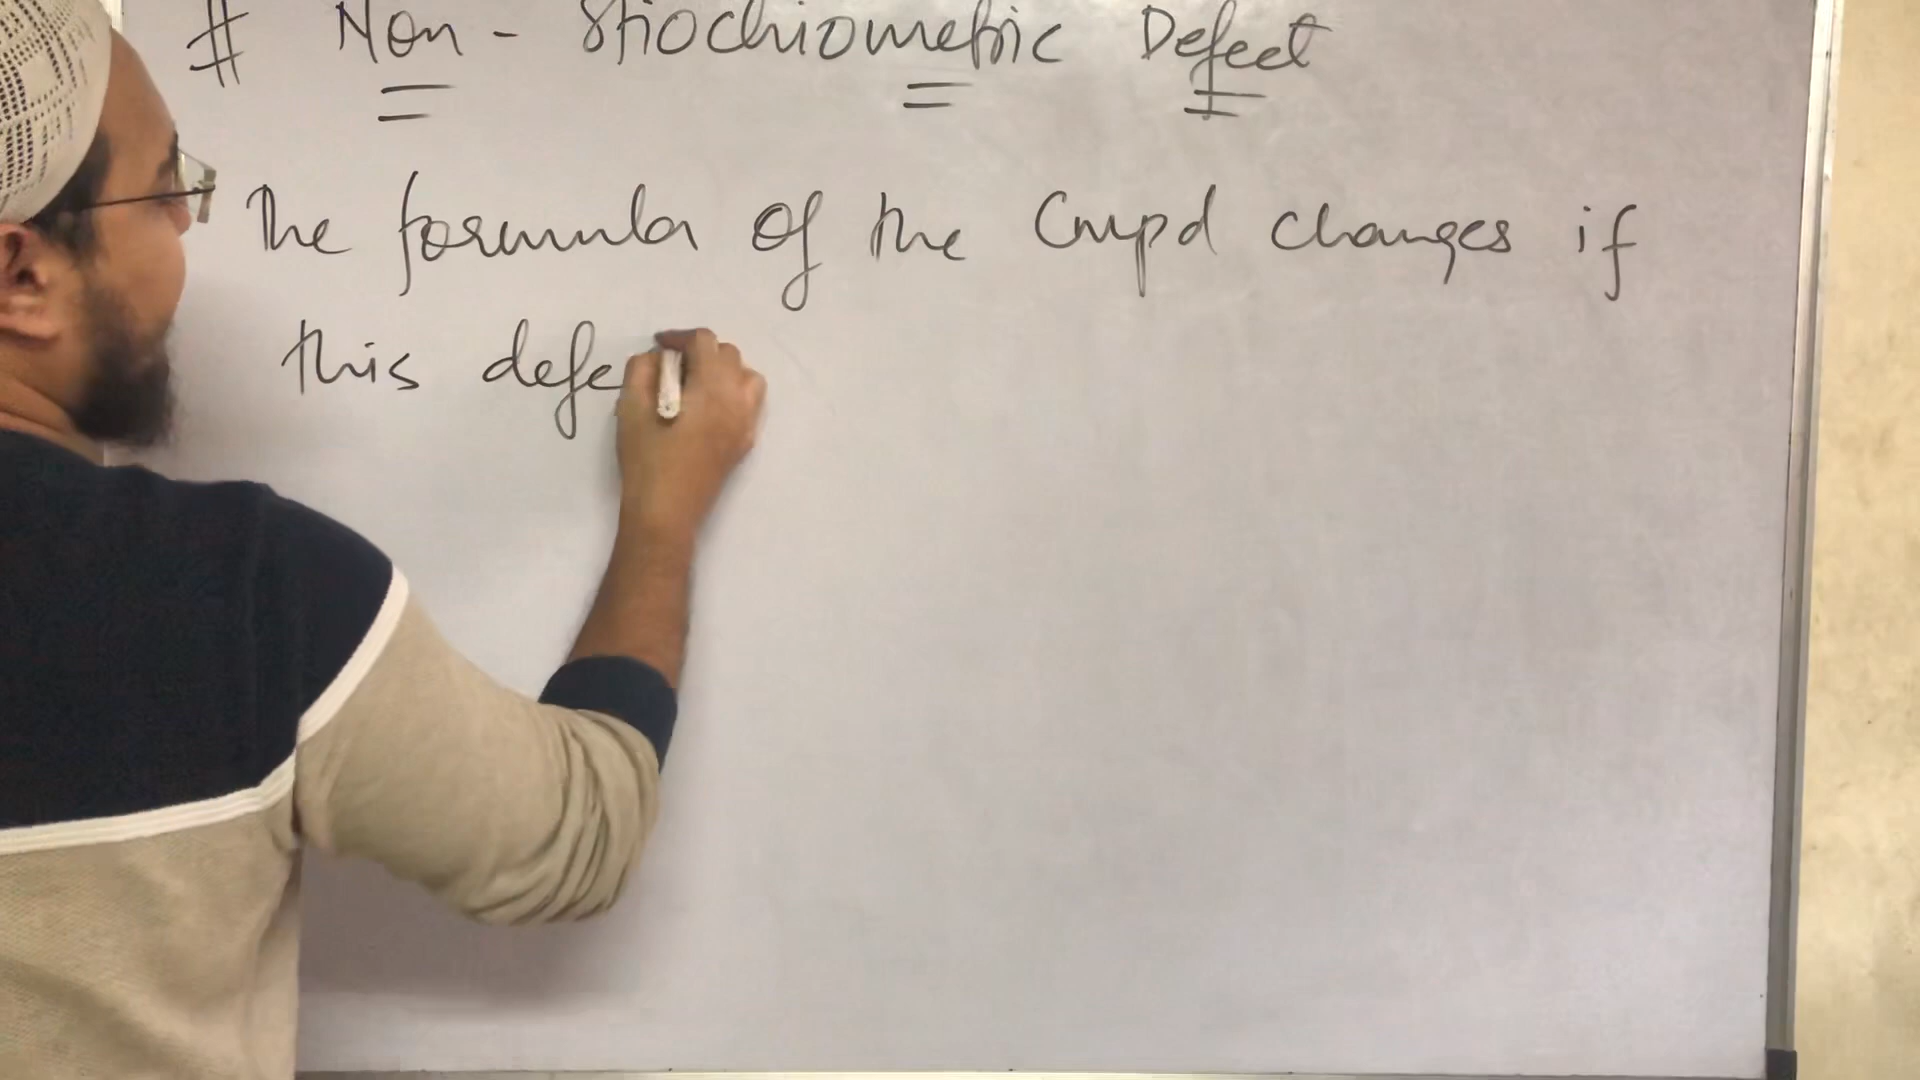 # Non - Stiochiometric Defect
The formula of the Cmpd changes if
this defe